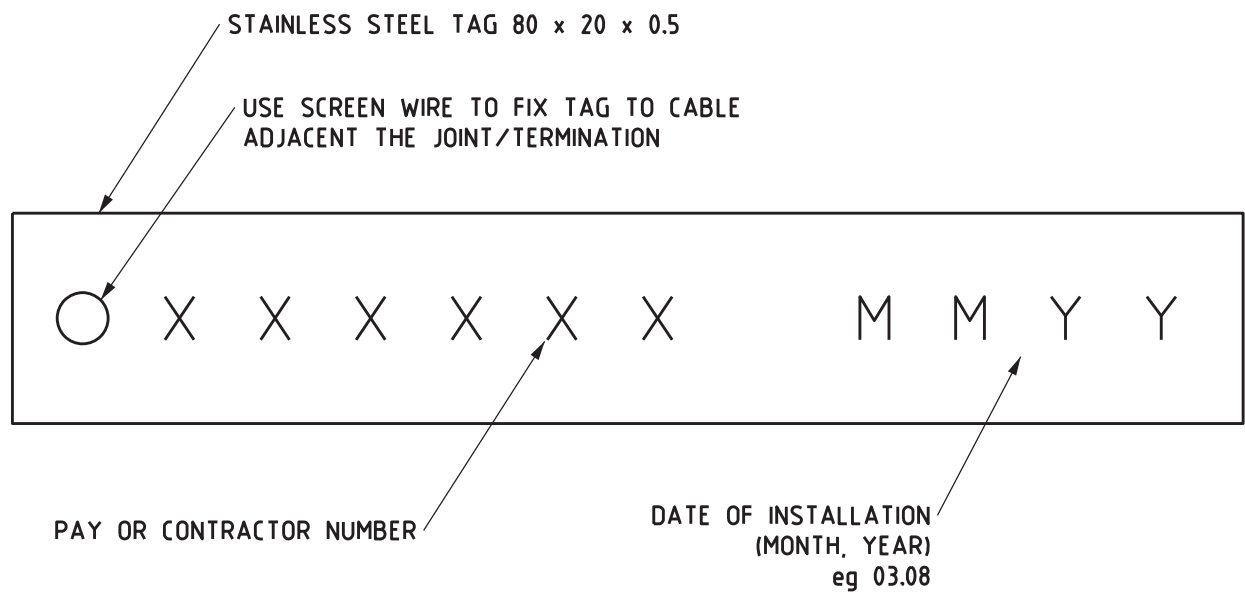 STAINLESS STEEL TAG 80 x 20 x 0.5
USE SCREEN WIRE TO FIX TAG TO CABLE
ADJACENT THE JOINT/TERMINATION
X X X X X X M M Y Y
PAY OR CONTRACTOR NUMBER
DATE OF INSTALLATION
(MONTH, YEAR)
eg 03.08